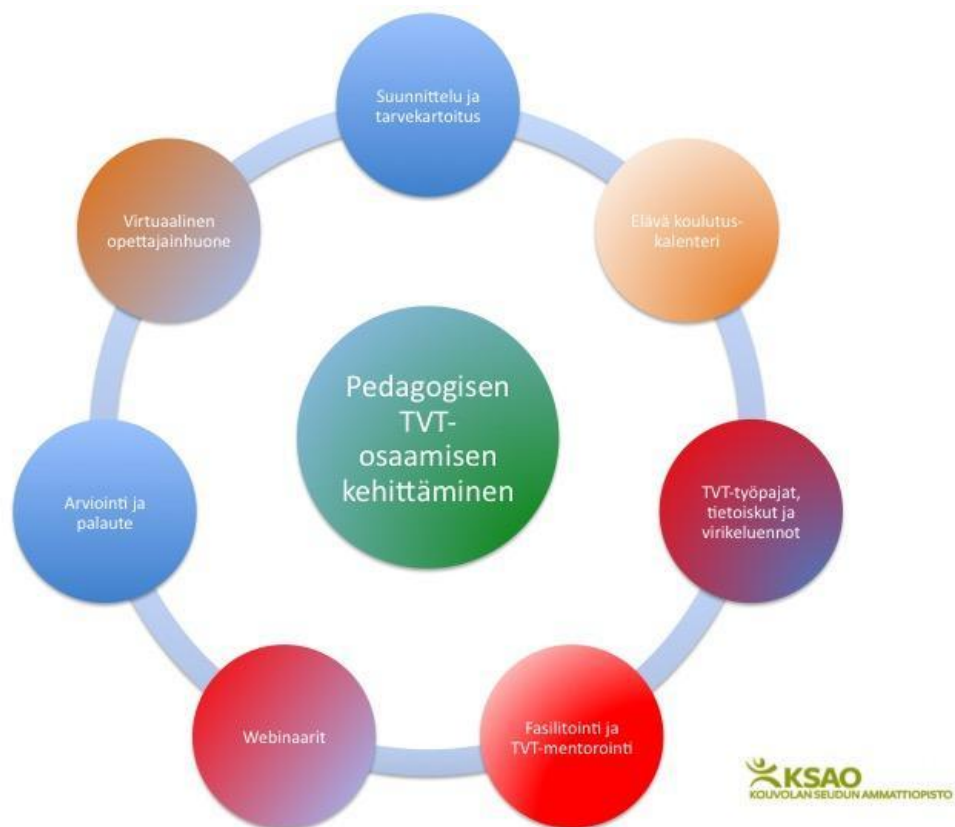 Suunnittelu ja
tarvekartoitus
Elävä koulutus-
kalenteri
TVT-työpajat,
tietoiskut ja
virikeluennot
Fasilitointi ja
TVT-mentorointi
Webinaarit
Arviointi ja
palaute
Virtuaalinen
opettajainhuone
Pedagogisen
TVT-
osaamisen
kehittäminen
KSAO
KOUVOLAN SEUDUN AMMATTIOPISTO